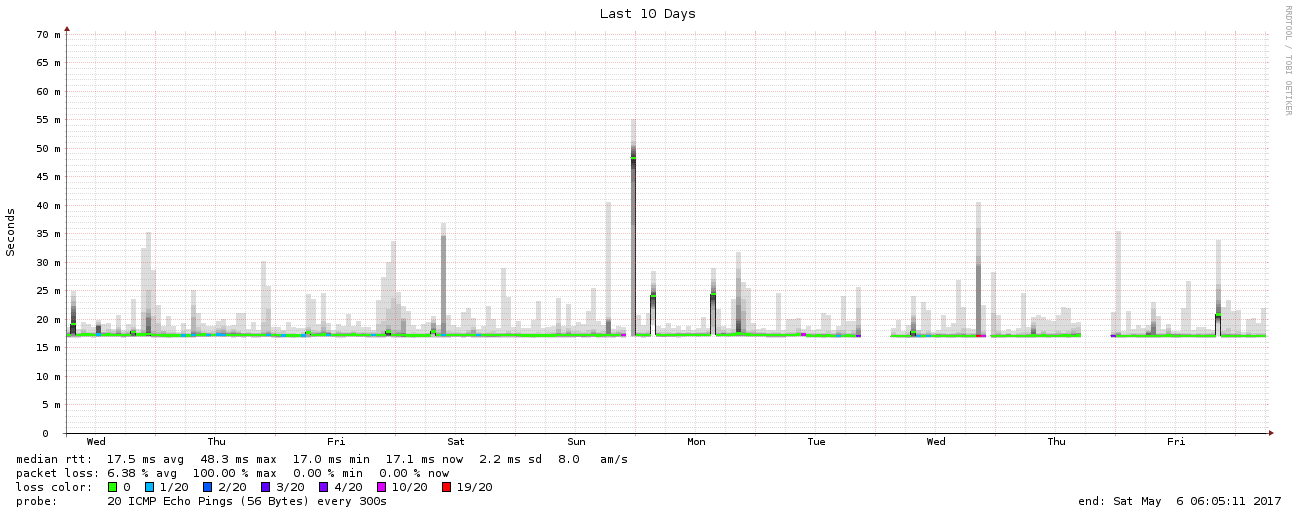 Last 10 Days
RRDTOOL / TOBI OETIKER
Seconds
70 m
65 m
60 m
55 m
50 m
45 m
40 m
35 m
30 m
25 m
20 m
15 m
10 m
5 m
0
Wed Thu Fri Sat Sun Mon Tue Wed Thu Fri
median rtt: 17.5 ms avg 48.3 ms max 17.0 ms min 17.1 ms now 2.2 ms sd 8.0 am/s
packet loss: 6.38 % avg 100.00 % max 0.00 % min 0.00 % now
loss color: 0 1/20 2/20 3/20 4/20 10/20 19/20
probe: 20 ICMP Echo Pings (56 Bytes) every 300s end: Sat May 6 06:05:11 2017